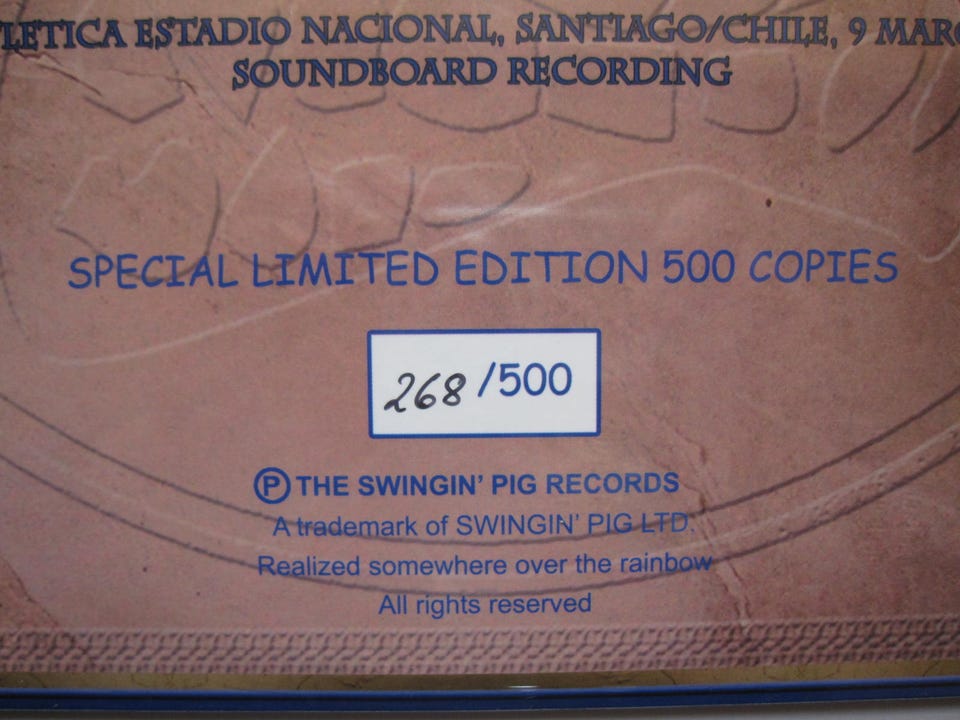 LETICA ESTADIO NACIONAL, SANTIAGO/CHILE, 9 MAR
SOUNDBOARD RECORDING
SPECIAL LIMITED EDITION 500 COPIES
268 /500
Ⓟ THE SWINGIN' PIG RECORDS
A trademark of SWINGIN' PIG LTD.
Realized somewhere over the rainbow
All rights reserved